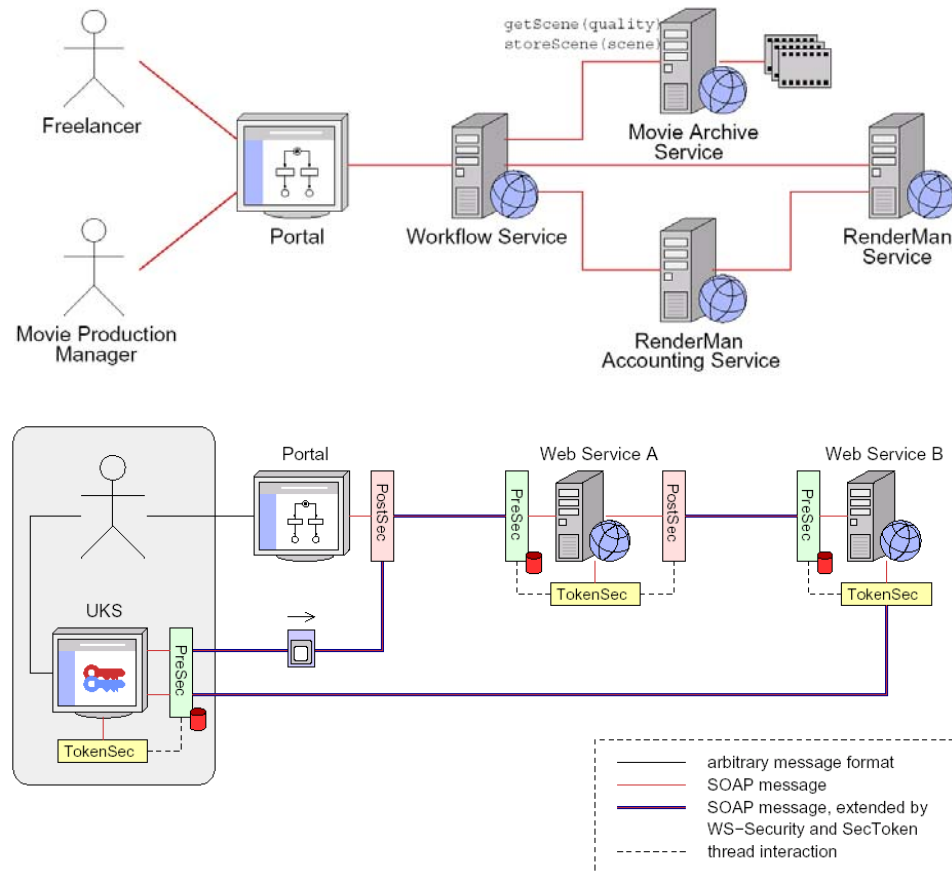 getScene(quality)
storeScene(scene)
Freelancer
Movie Archive
Service
Portal
Workflow Service
RenderMan
Service
Movie Production
Manager
RenderMan
Accounting Service
Portal
Web Service A
Web Service B
PostSec
PreSec
PostSec
PreSec
TokenSec
TokenSec
UKS
PreSec
TokenSec
arbitrary message format
SOAP message
SOAP message, extended by
WS-Security and SecToken
thread interaction